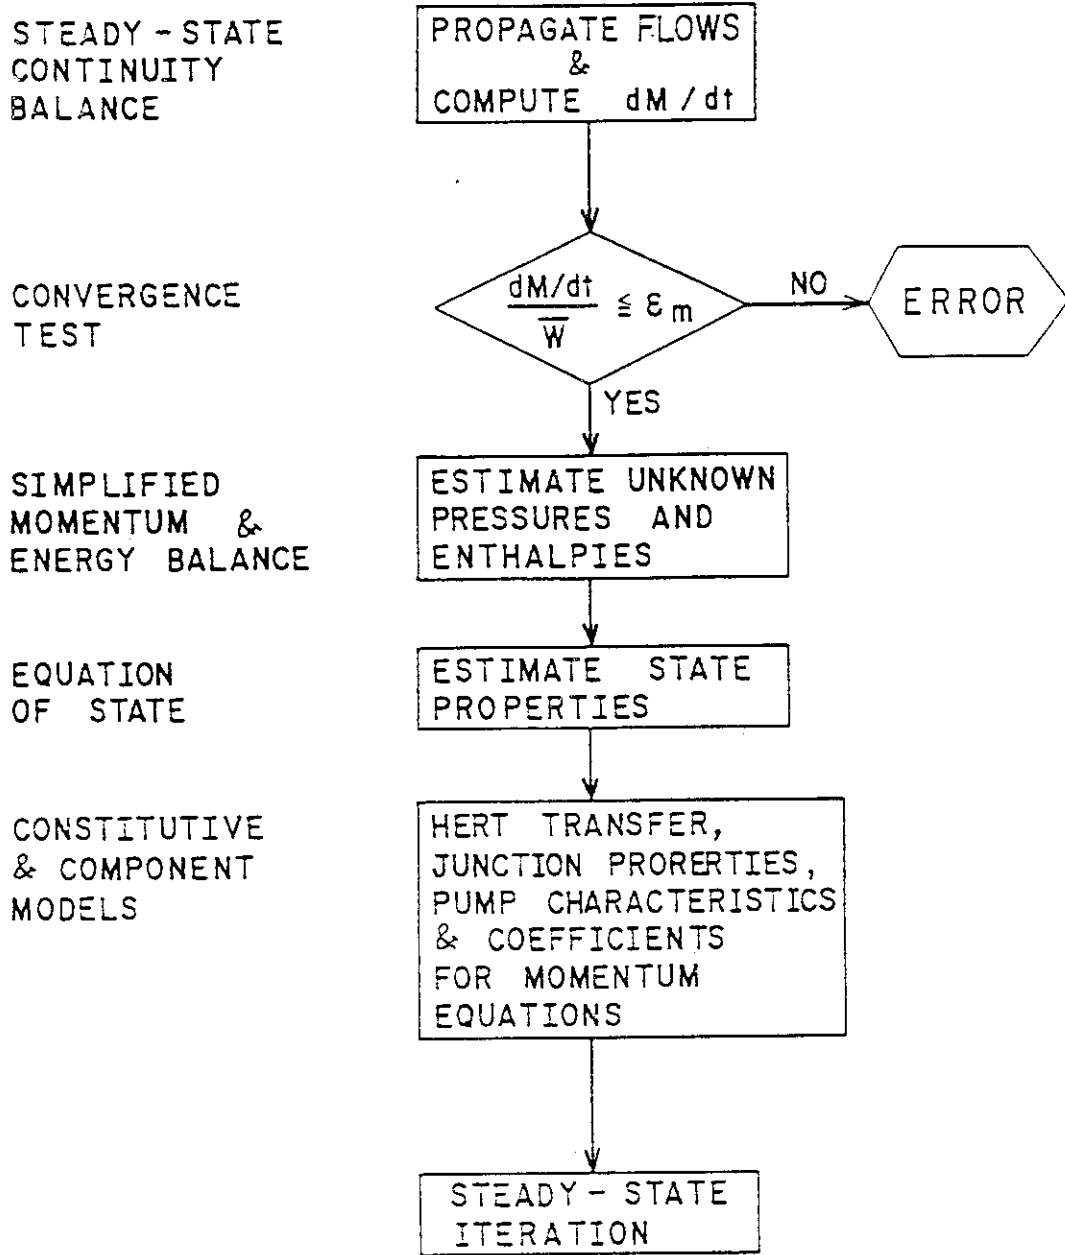 STEADY-STATE
CONTINUITY
BALANCE
PROPAGATE FLOWS
&
COMPUTE dM/dt
CONVERGENCE
TEST
dM/dt
W̅ ≦ εm
NO
ERROR
YES
SIMPLIFIED
MOMENTUM &
ENERGY BALANCE
ESTIMATE UNKNOWN
PRESSURES AND
ENTHALPIES
EQUATION
OF STATE
ESTIMATE STATE
PROPERTIES
CONSTITUTIVE
& COMPONENT
MODELS
HERT TRANSFER,
JUNCTION PRORERTIES,
PUMP CHARACTERISTICS
& COEFFICIENTS
FOR MOMENTUM
EQUATIONS
STEADY-STATE
ITERATION